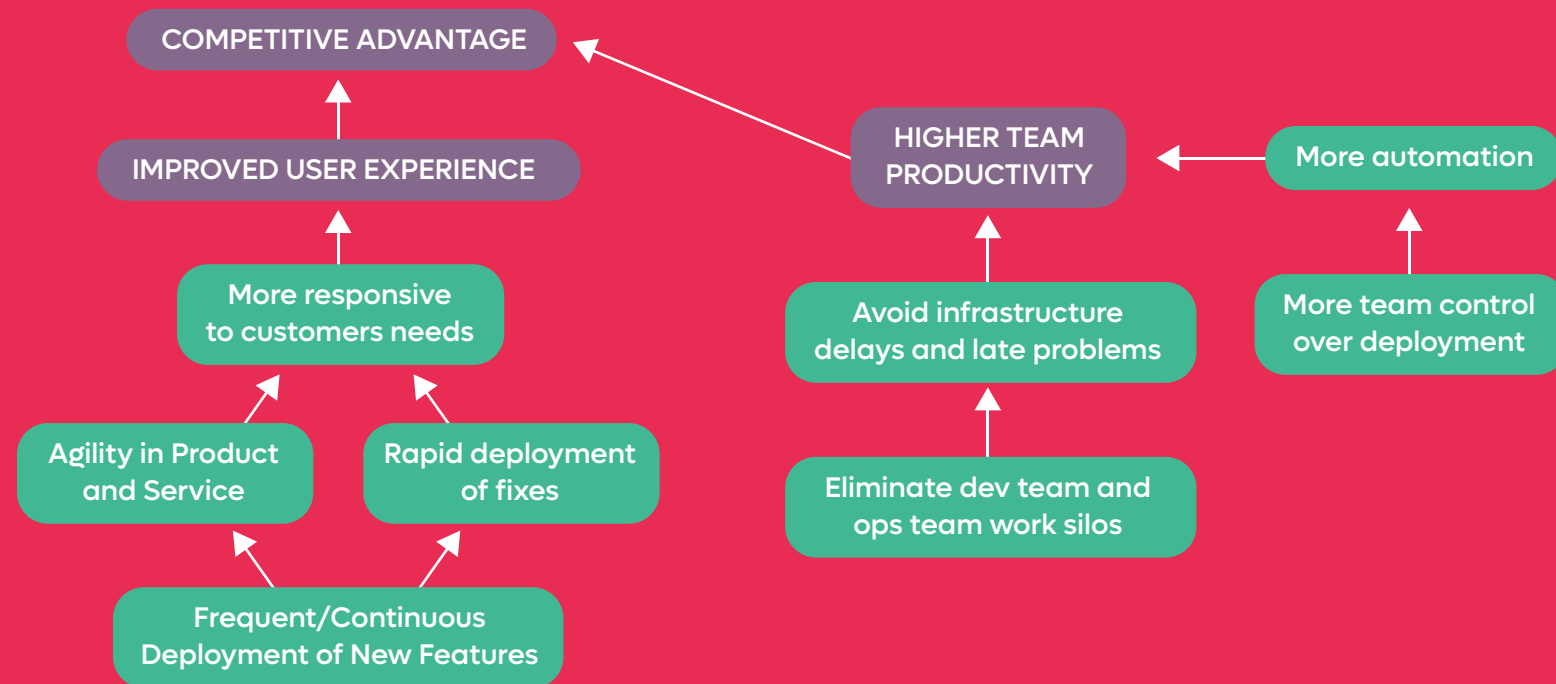 COMPETITIVE ADVANTAGE
IMPROVED USER EXPERIENCE
More responsive
to customers needs
Agility in Product
and Service
Rapid deployment
of fixes
Frequent/Continuous
Deployment of New Features
HIGHER TEAM
PRODUCTIVITY
More automation
Avoid infrastructure
delays and late problems
More team control
over deployment
Eliminate dev team and
ops team work silos